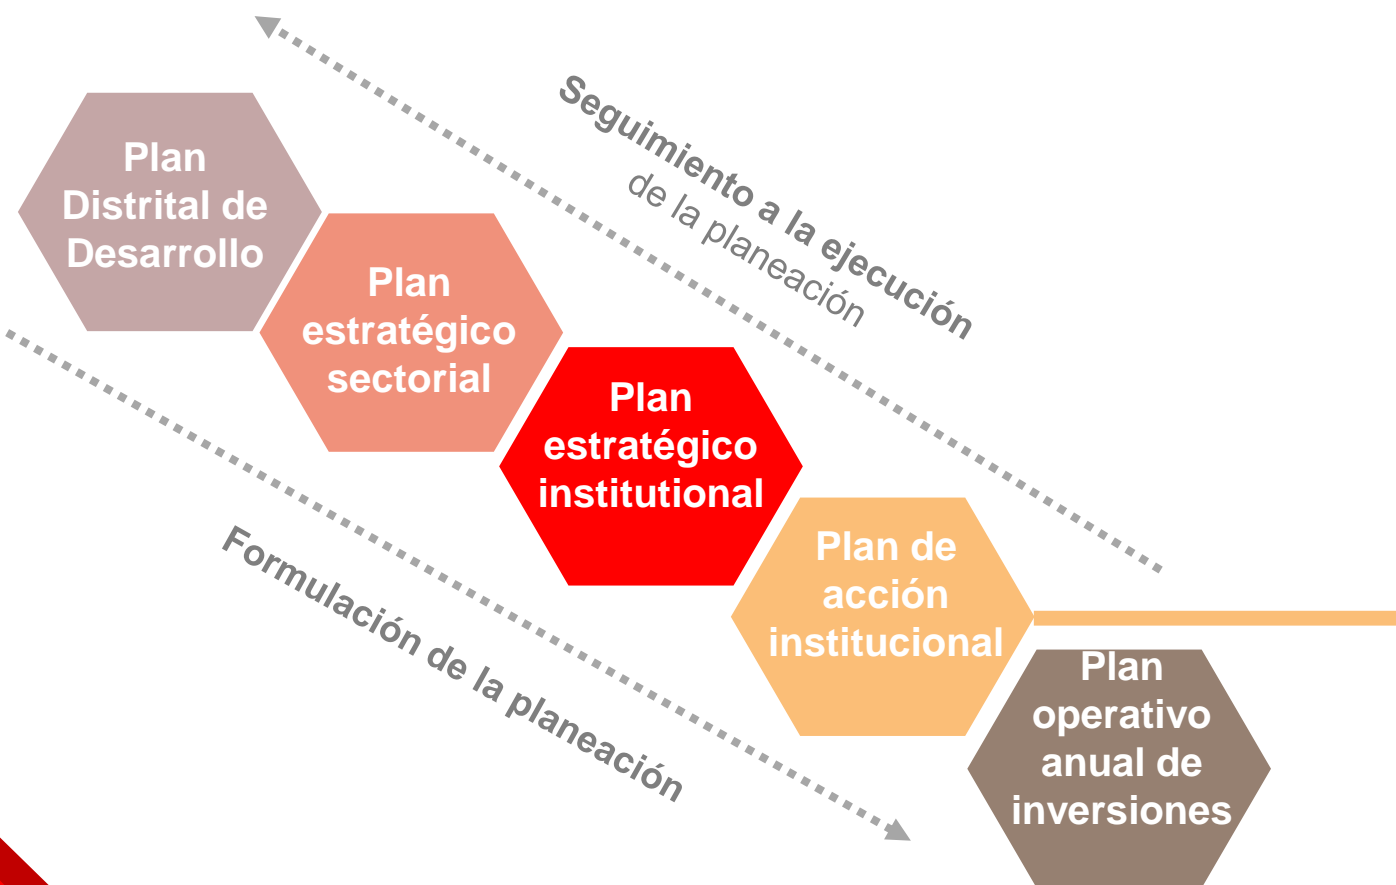 Seguimiento a la ejecución
de la planeación
Plan
Distrital de
Desarrollo
Plan
estratégico
sectorial
Plan
estratégico
institutional
Plan de
acción
institucional
Plan
operativo
anual de
inversiones
Formulación de la planeación